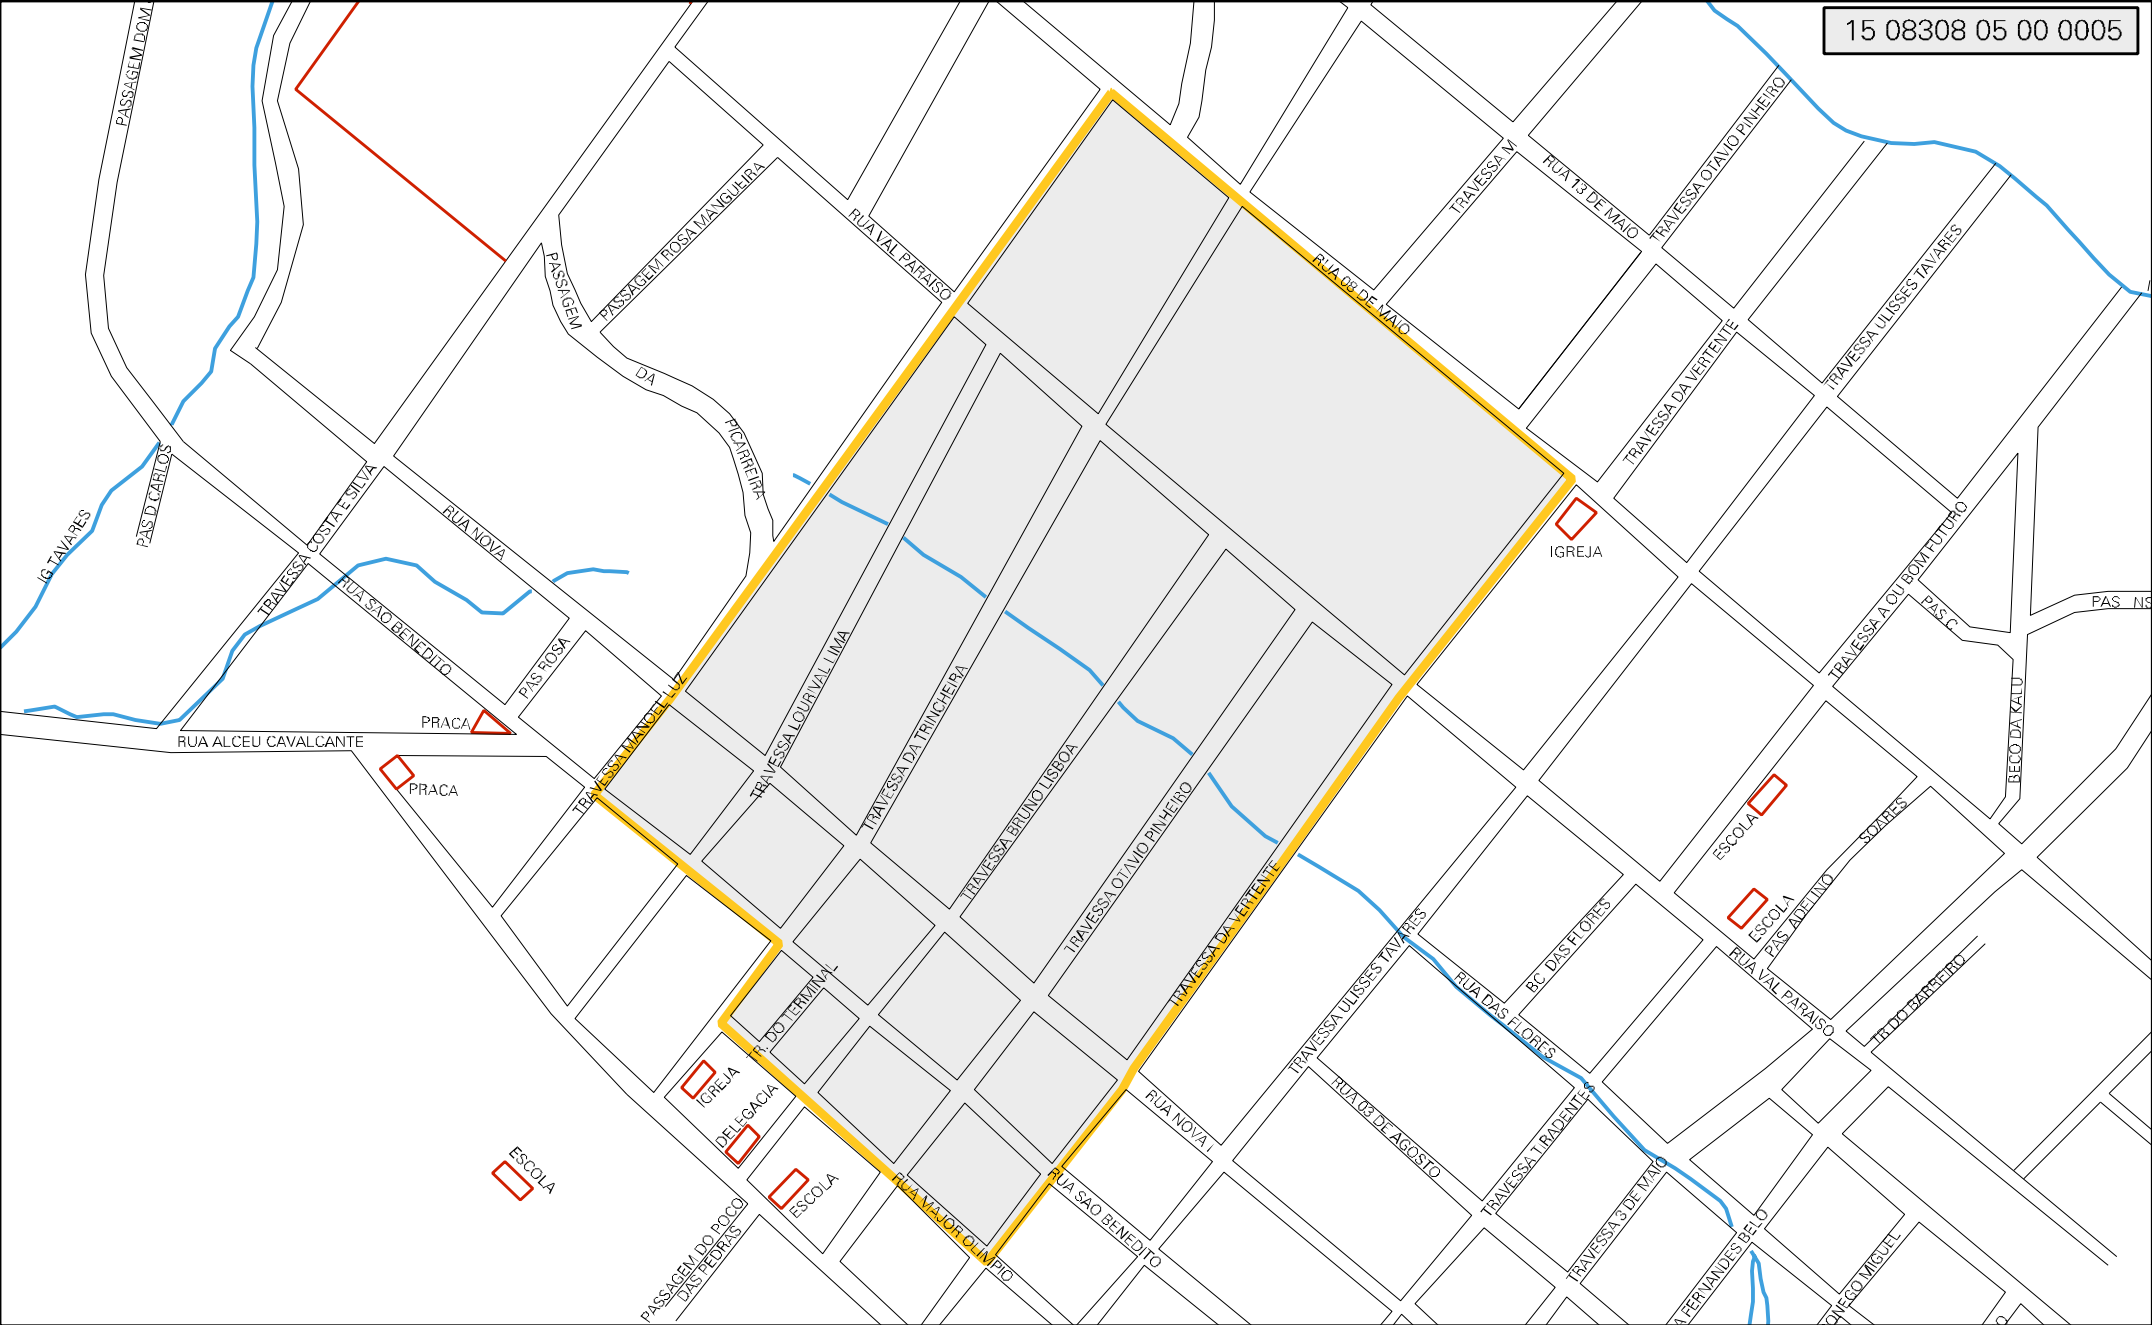 15 08308 05 00 0005
PASSAGEM DOM
PASSAGEM ROSA MANGUEIRA
RUA VAL PARAISO
PASSAGEM
DA
PICARREIRA
TRAVESSA M
RUA 13 DE MAIO
TRAVESSA OTAVIO PINHEIRO
RUA 08 DE MAIO
TRAVESSA ULISSES TAVARES
TRAVESSA DA VERTENTE
PAS D CARLOS
IG TAVARES
TRAVESSA COSTA E SILVA
RUA NOVA
RUA SAO BENEDITO
PAS ROSA
PRACA
RUA ALCEU CAVALCANTE
PRACA
TRAVESSA MANOEL LUZ
TRAVESSA LOURIVAL LIMA
TRAVESSA DA TRINCHEIRA
TRAVESSA BRUNO LISBOA
TRAVESSA OTAVIO PINHEIRO
TRAVESSA DA VERTENTE
IGREJA
TRAVESSA A OU BOM FUTURO
PAS C
PAS NS
BECO DA KALU
ESCOLA
SOARES
PAS ADELINO
ESCOLA
BC DAS FLORES
RUA VAL PARAISO
TR DO BARREIRO
TRAVESSA ULISSES TAVARES
RUA DAS FLORES
TR. DO TERMINAL
IGREJA
DELEGACIA
ESCOLA
ESCOLA
PASSAGEM DO POCO
DAS PEDRAS
RUA MAJOR OLIMPIO
RUA NOVA I
RUA SAO BENEDITO
RUA 03 DE AGOSTO
TRAVESSA TIRADENTES
TRAVESSA 3 DE MAIO
A FERNANDES BELO
ONEGO MIGUEL